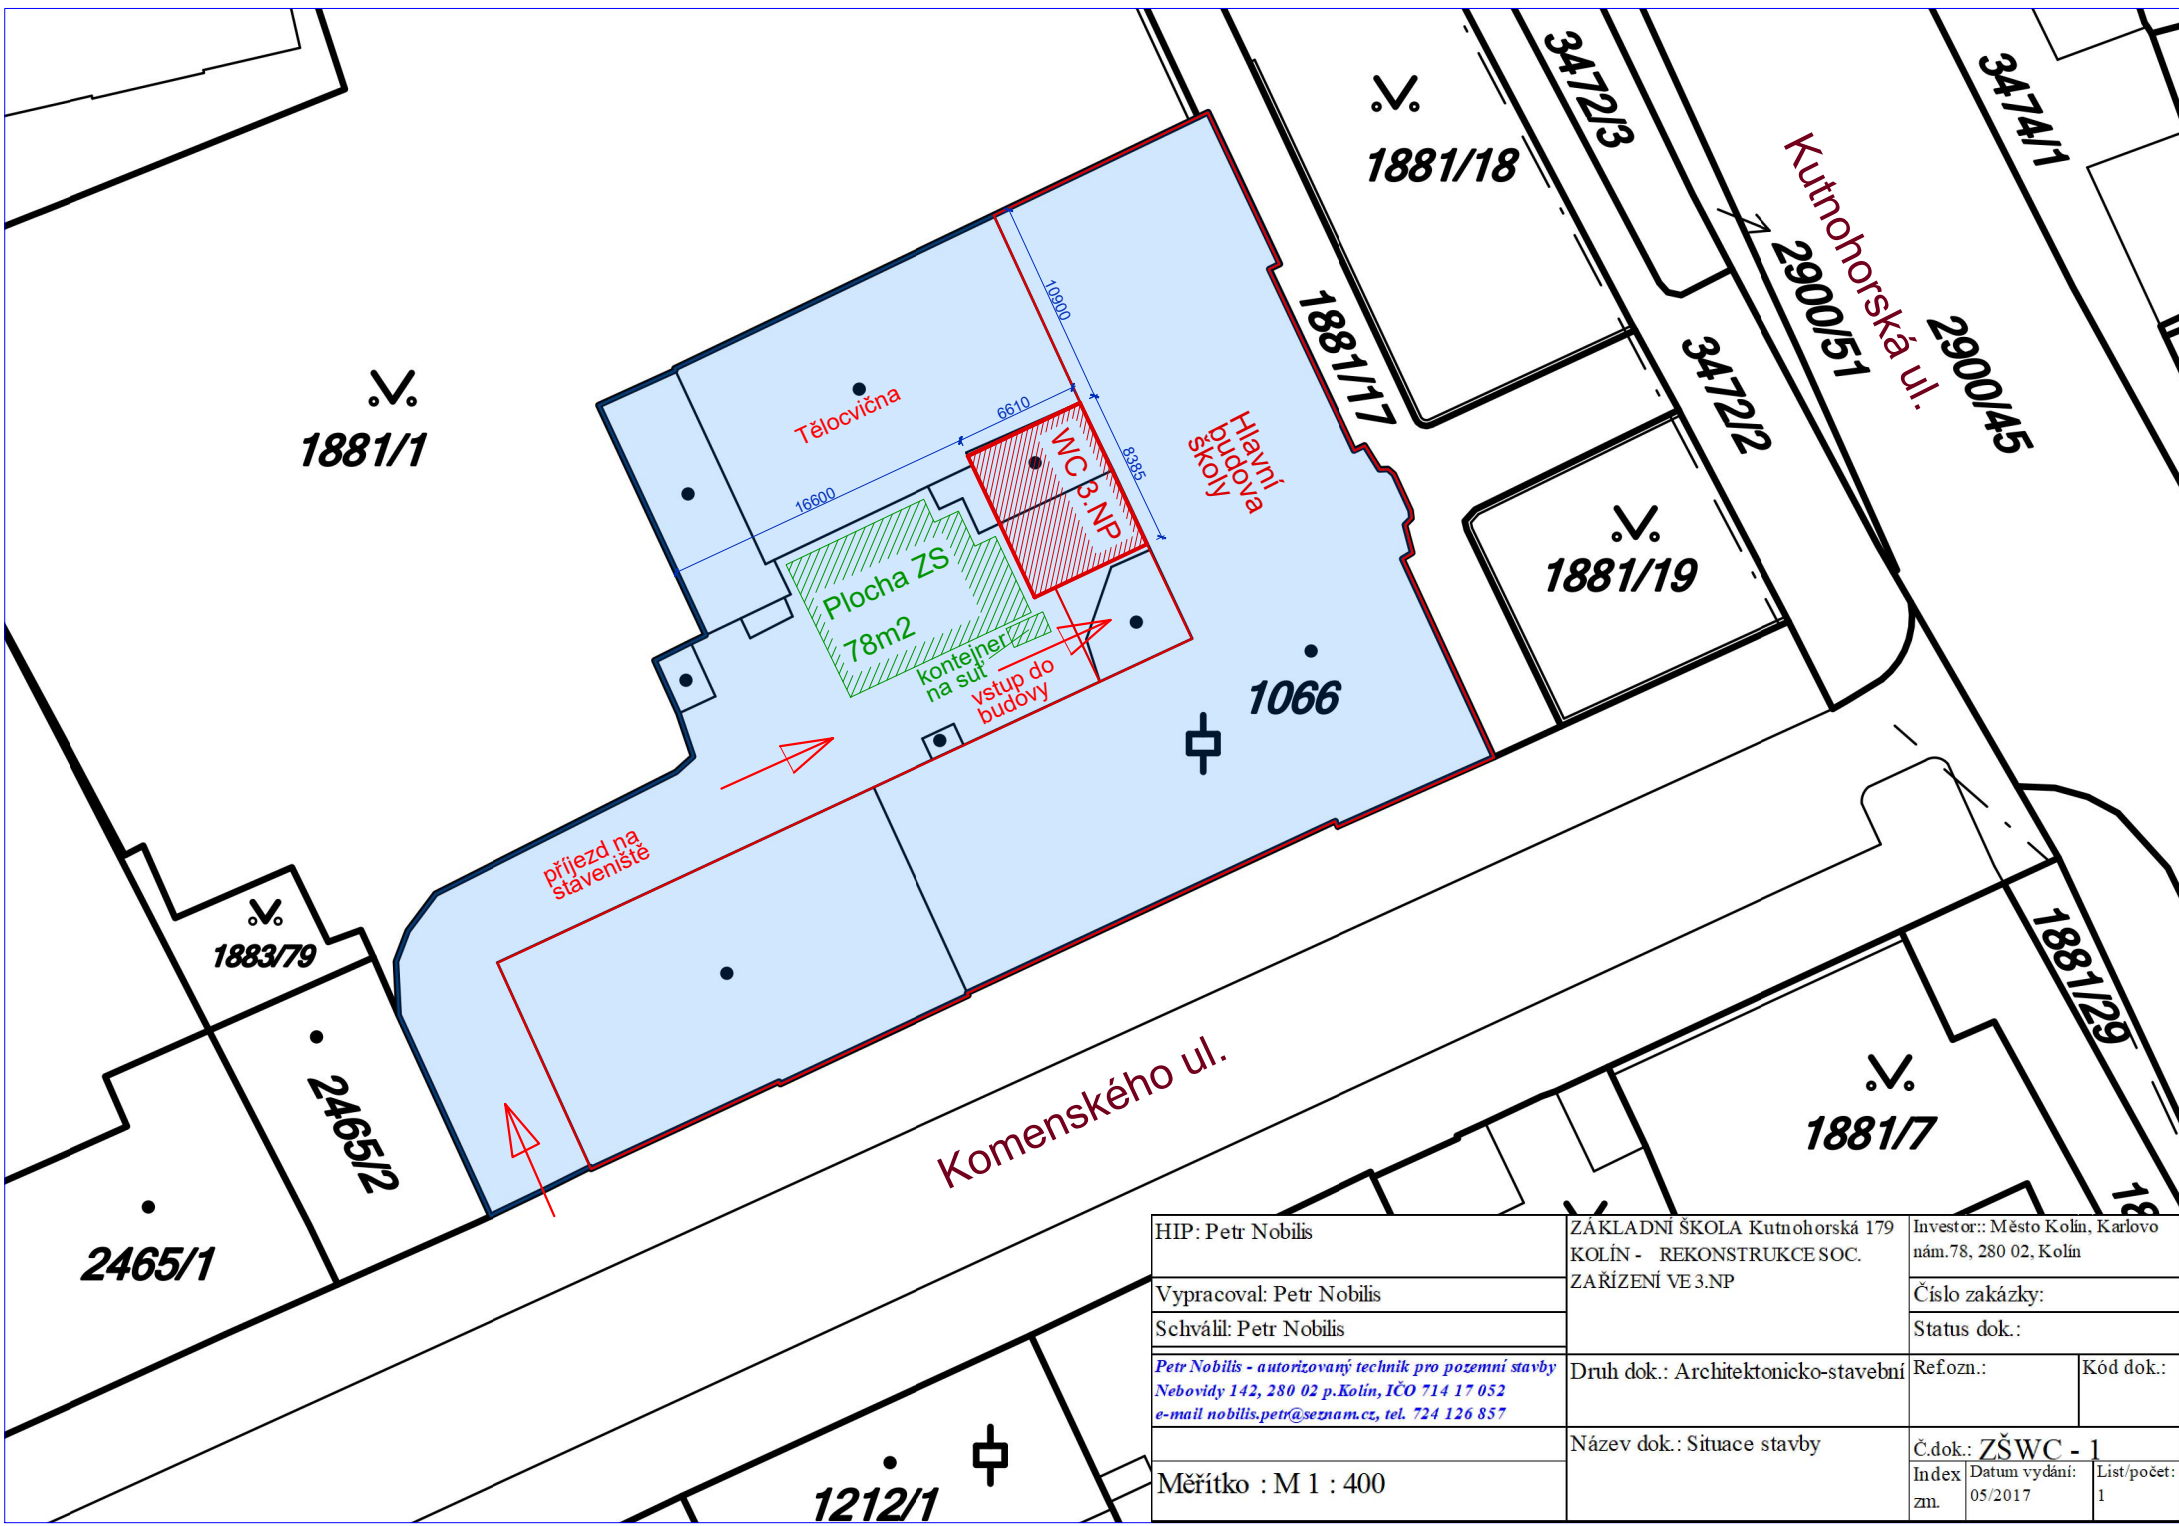 3472/3
3474/1
1881/18
Kutnohorská ul.
2900/51
2900/45
10900
1881/17
3472/2
1881/1
Tělocvična
6610
16600
8385
WC 3.NP
Hlavní
budova
školy
1881/19
Plocha ZS
78m2
kontejner
na suť
vstup do
budovy
1066
příjezd na
staveniště
1883/79
2465/2
2465/1
Komenského ul.
1881/29
1881/7
18
1212/1
HIP: Petr Nobilis
Vypracoval: Petr Nobilis
Schválil: Petr Nobilis
Petr Nobilis - autorizovaný technik pro pozemní stavby
Nebovidy 142, 280 02 p.Kolín, IČO 714 17 052
e-mail nobilis.petr@seznam.cz, tel. 724 126 857
Měřítko : M 1 : 400
ZÁKLADNÍ ŠKOLA Kutnohorská 179
KOLÍN - REKONSTRUKCE SOC.
ZAŘÍZENÍ VE 3.NP
Druh dok.: Architektonicko-stavební
Název dok.: Situace stavby
Investor:: Město Kolín, Karlovo
nám.78, 280 02, Kolín
Číslo zakázky:
Status dok.:
Ref.ozn.:
Kód dok.:
Č.dok.: ZŠWC - 1
Index
zm.
Datum vydání:
05/2017
List/počet:
1